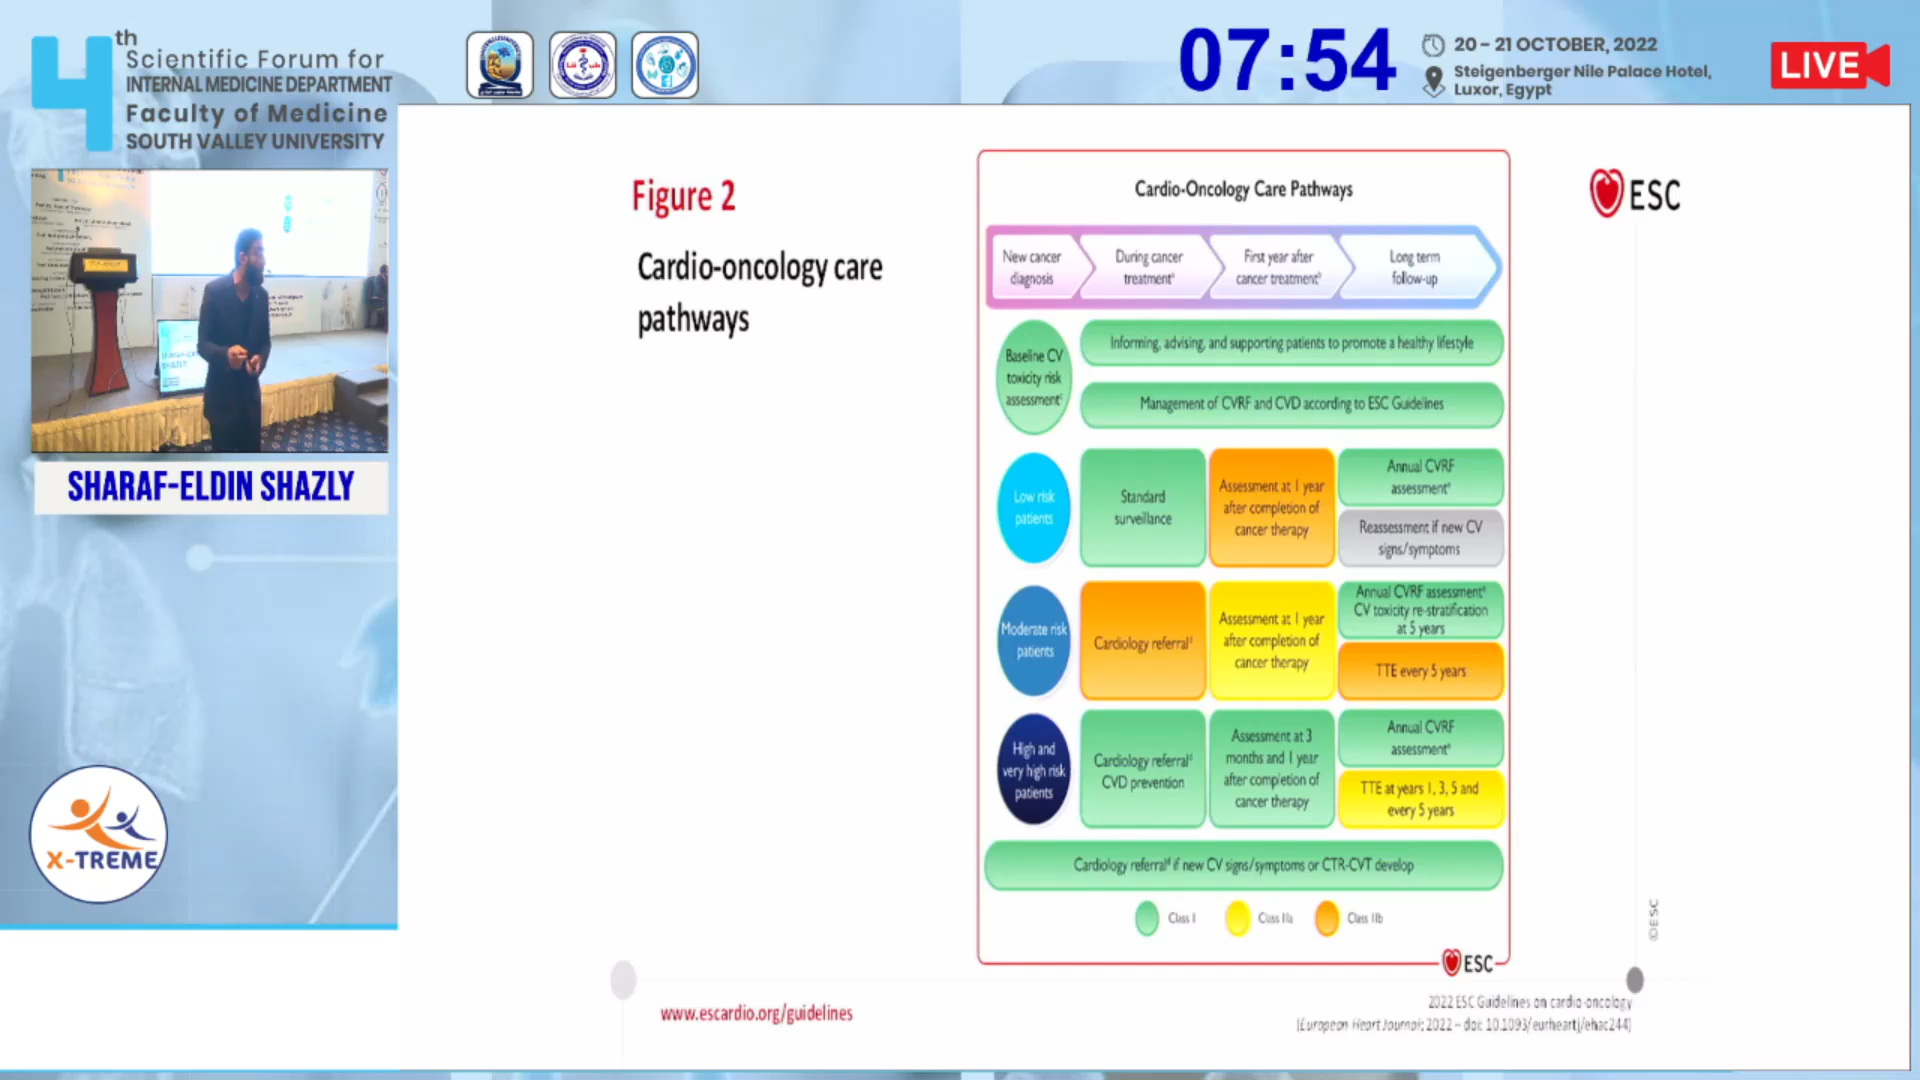 4th
Scientific Forum for
INTERNAL MEDICINE DEPARTMENT
Faculty of Medicine
SOUTH VALLEY UNIVERSITY
07:54
20 – 21 OCTOBER, 2022
Steigenberger Nile Palace Hotel,
Luxor, Egypt
LIVE
SHARAF-ELDIN SHAZLY
X-TREME
Figure 2
Cardio-oncology care
pathways
ESC
Cardio-Oncology Care Pathways
New cancer
diagnosis
During cancer
treatmentᵃ
First year after
cancer treatmentᵇ
Long term
follow-up
Baseline CV
toxicity risk
assessmentᶜ
Informing, advising, and supporting patients to promote a healthy lifestyle
Management of CVRF and CVD according to ESC Guidelines
Low risk
patients
Standard
surveillance
Assessment at 1 year
after completion of
cancer therapy
Annual CVRF
assessmentᵉ
Reassessment if new CV
signs/symptoms
Moderate risk
patients
Cardiology referralᵈ
Assessment at 1 year
after completion of
cancer therapy
Annual CVRF assessmentᵉ
CV toxicity re-stratification
at 5 years
TTE every 5 years
High and
very high risk
patients
Cardiology referralᵈ
CVD prevention
Assessment at 3
months and 1 year
after completion of
cancer therapy
Annual CVRF
assessmentᵉ
TTE at years 1, 3, 5 and
every 5 years
Cardiology referralᵈ if new CV signs/symptoms or CTR-CVT develop
Class I
Class IIa
Class IIb
ESC
©ESC
www.escardio.org/guidelines
2022 ESC Guidelines on cardio-oncology
(European Heart Journal; 2022 – doi: 10.1093/eurheartj/ehac244)